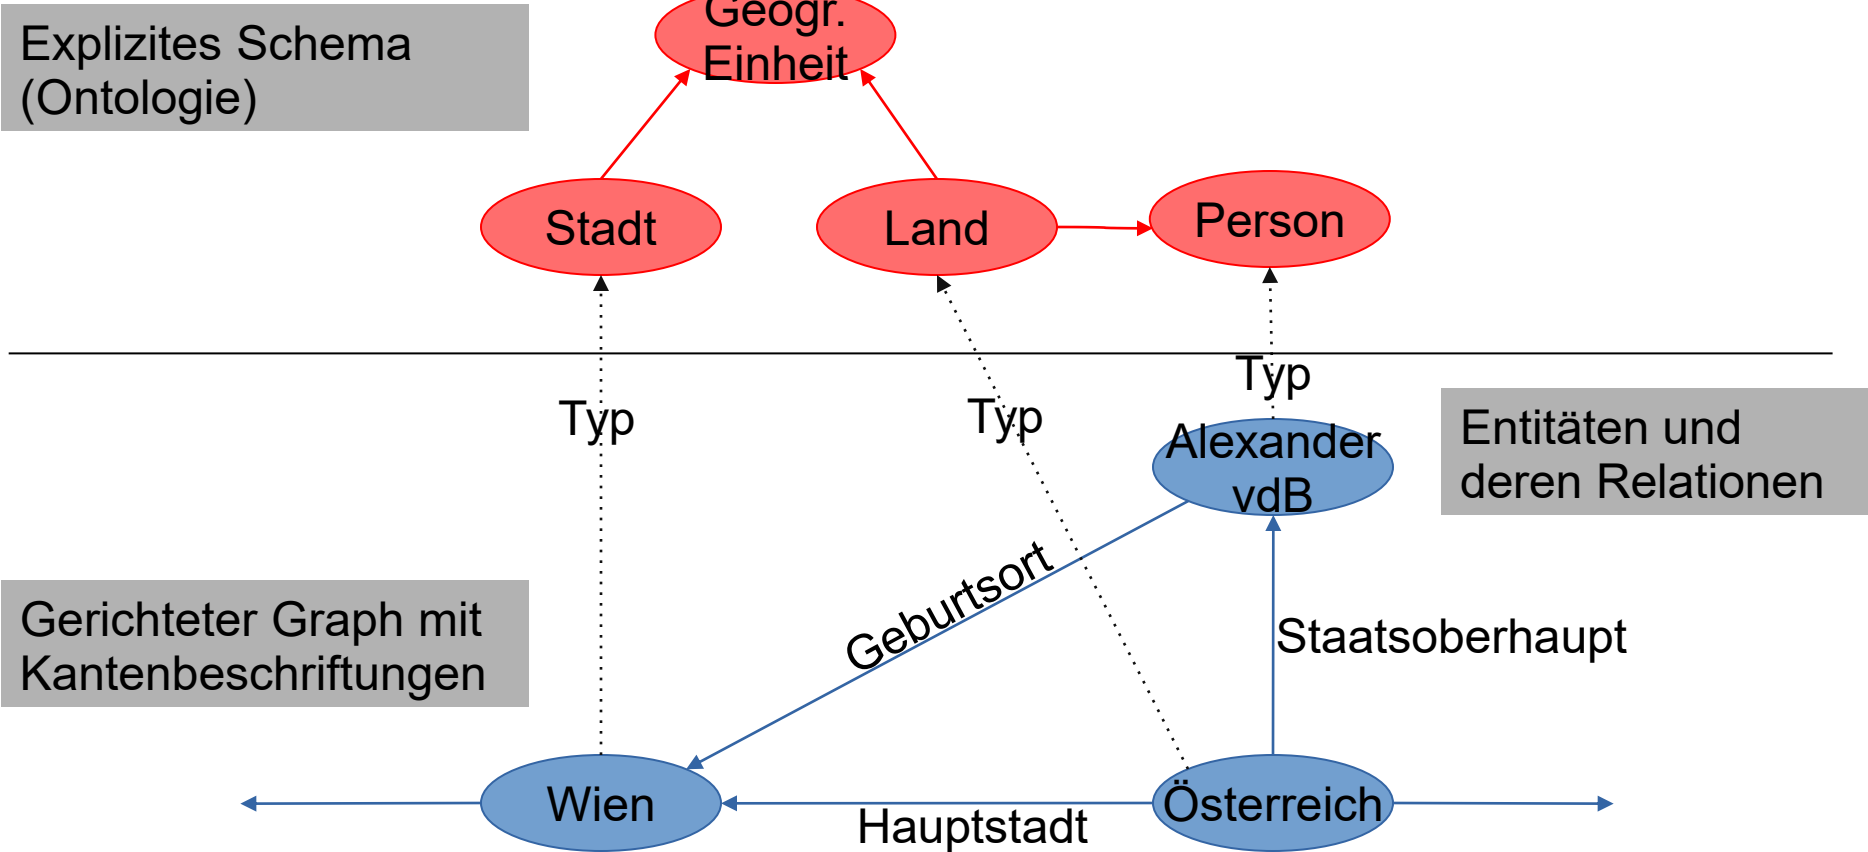 Explizites Schema
(Ontologie)
Geogr.
Einheit
Stadt
Land
Person
Typ
Typ
Typ
Alexander
vdB
Entitäten und
deren Relationen
Geburtsort
Gerichteter Graph mit
Kantenbeschriftungen
Staatsoberhaupt
Wien
Hauptstadt
Österreich